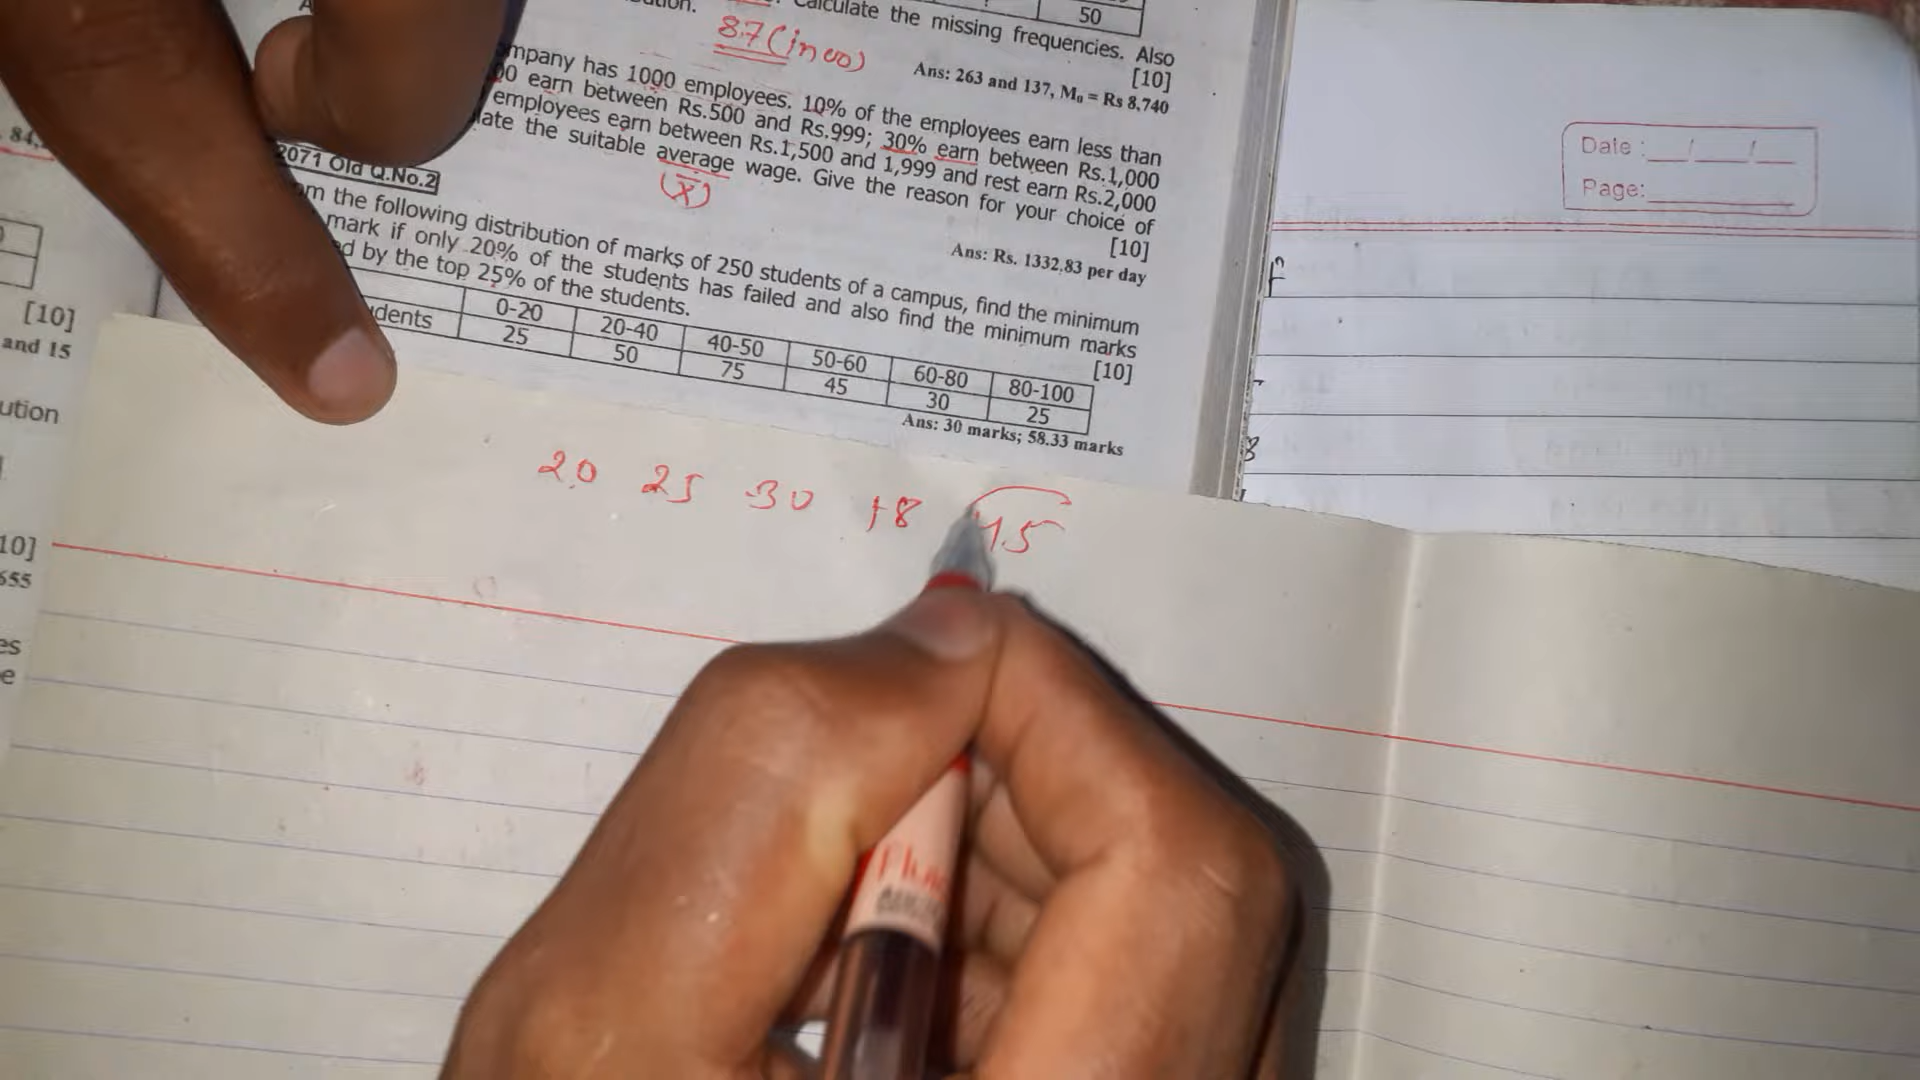 50
Calculate the missing frequencies. Also
[10]
87 (in 00)
Ans: 263 and 137, M₀ = Rs 8,740
company has 1000 employees. 10% of the employees earn less than
earn between Rs.500 and Rs.999; 30% earn between Rs.1,000
employees earn between Rs.1,500 and 1,999 and rest earn Rs.2,000
the suitable average wage. Give the reason for your choice of
(X̄)
[10]
Ans: Rs. 1332.83 per day
2071 Old Q.No.2
the following distribution of marks of 250 students of a campus, find the minimum
mark if only 20% of the students has failed and also find the minimum marks
by the top 25% of the students.
[10]
0-20 20-40 40-50 50-60 60-80 80-100
25 50 75 45 30 25
Ans: 30 marks; 58.33 marks
20 25 30 18 15
Date :__/__/__
Page:
[10]
and 15
10]
655
es
e